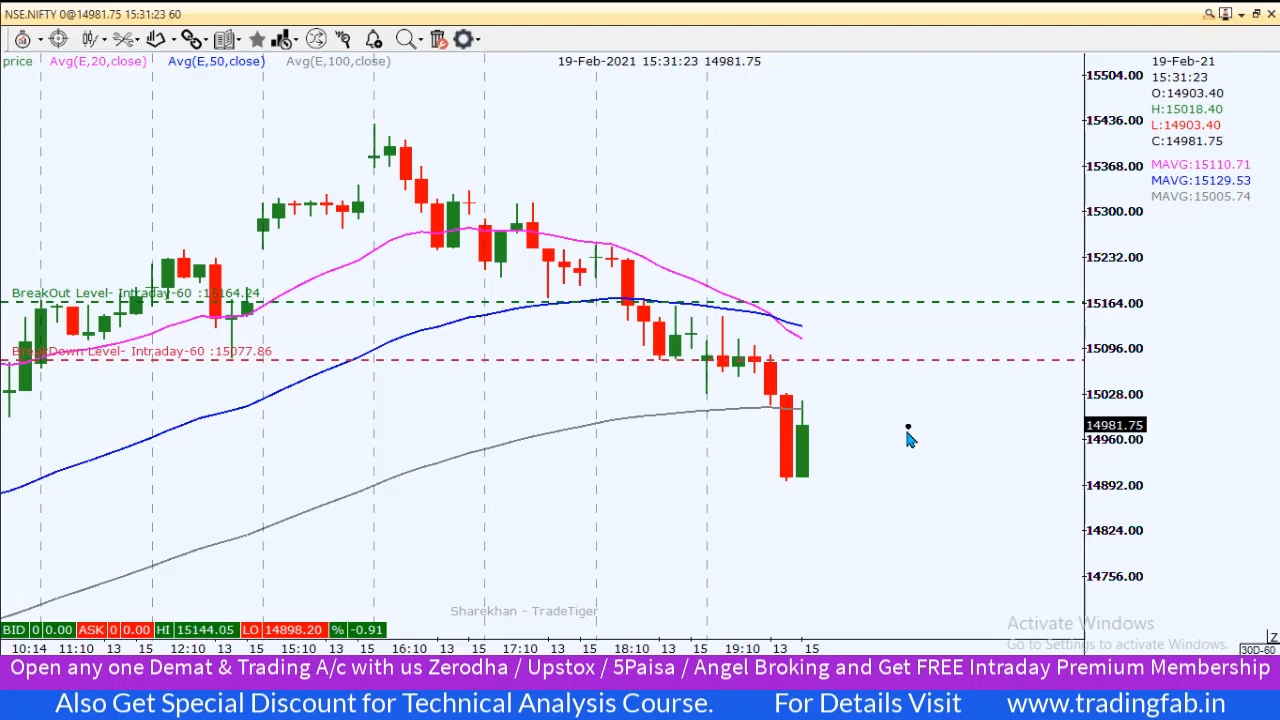 NSE.NIFTY 0@14981.75 15:31:23 60
price Avg(E,20,close) Avg(E,50,close) Avg(E,100,close) 19-Feb-2021 15:31:23 14981.75
19-Feb-21
15:31:23
O:14903.40
H:15018.40
L:14903.40
C:14981.75
MAVG:15110.71
MAVG:15129.53
MAVG:15005.74
15504.00
15436.00
15368.00
15300.00
15232.00
15164.00
15096.00
15028.00
14981.75
14960.00
14892.00
14824.00
14756.00
BreakOut Level- Intraday-60 :15164.24
BreakDown Level- Intraday-60 :15077.86
Sharekhan - TradeTiger
Activate Windows
Go to Settings to activate Windows.
BID 0 0.00 ASK 0 0.00 HI 15144.05 LO 14898.20 % -0.91
10:14 11:10 13 15 12:10 13 15 15:10 13 15 16:10 13 15 17:10 13 15 18:10 13 15 19:10 13 15
Z
30D-60
Open any one Demat & Trading A/c with us Zerodha / Upstox / 5Paisa / Angel Broking and Get FREE Intraday Premium Membership
Also Get Special Discount for Technical Analysis Course. For Details Visit www.tradingfab.in